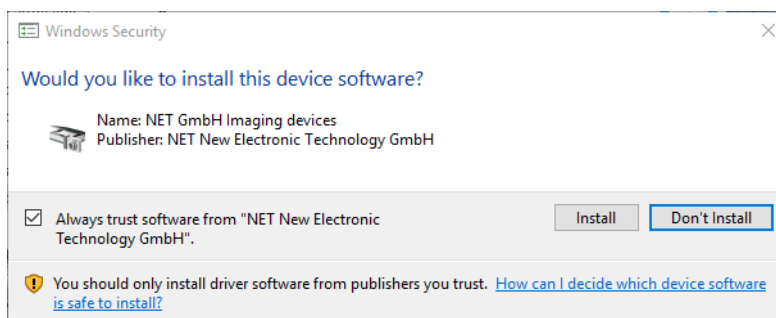 Windows Security
Would you like to install this device software?
Name: NET GmbH Imaging devices
Publisher: NET New Electronic Technology GmbH
Always trust software from "NET New Electronic
Technology GmbH".
Install
Don't Install
You should only install driver software from publishers you trust. How can I decide which device software
is safe to install?